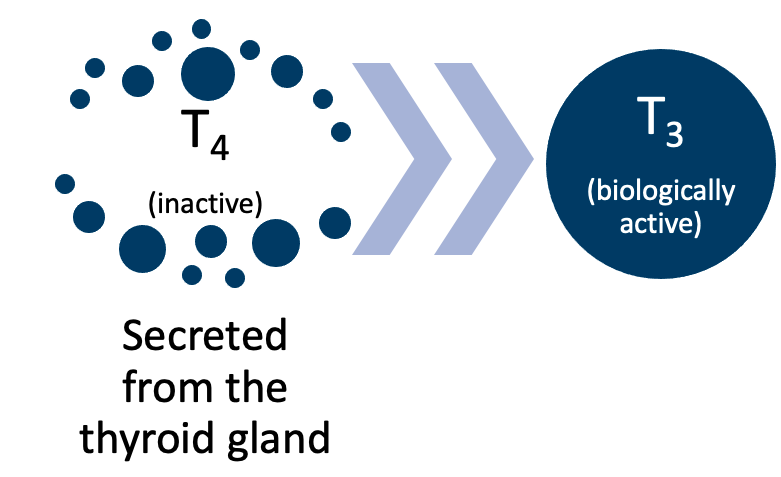 T₄
(inactive)
Secreted
from the
thyroid gland
T₃
(biologically
active)